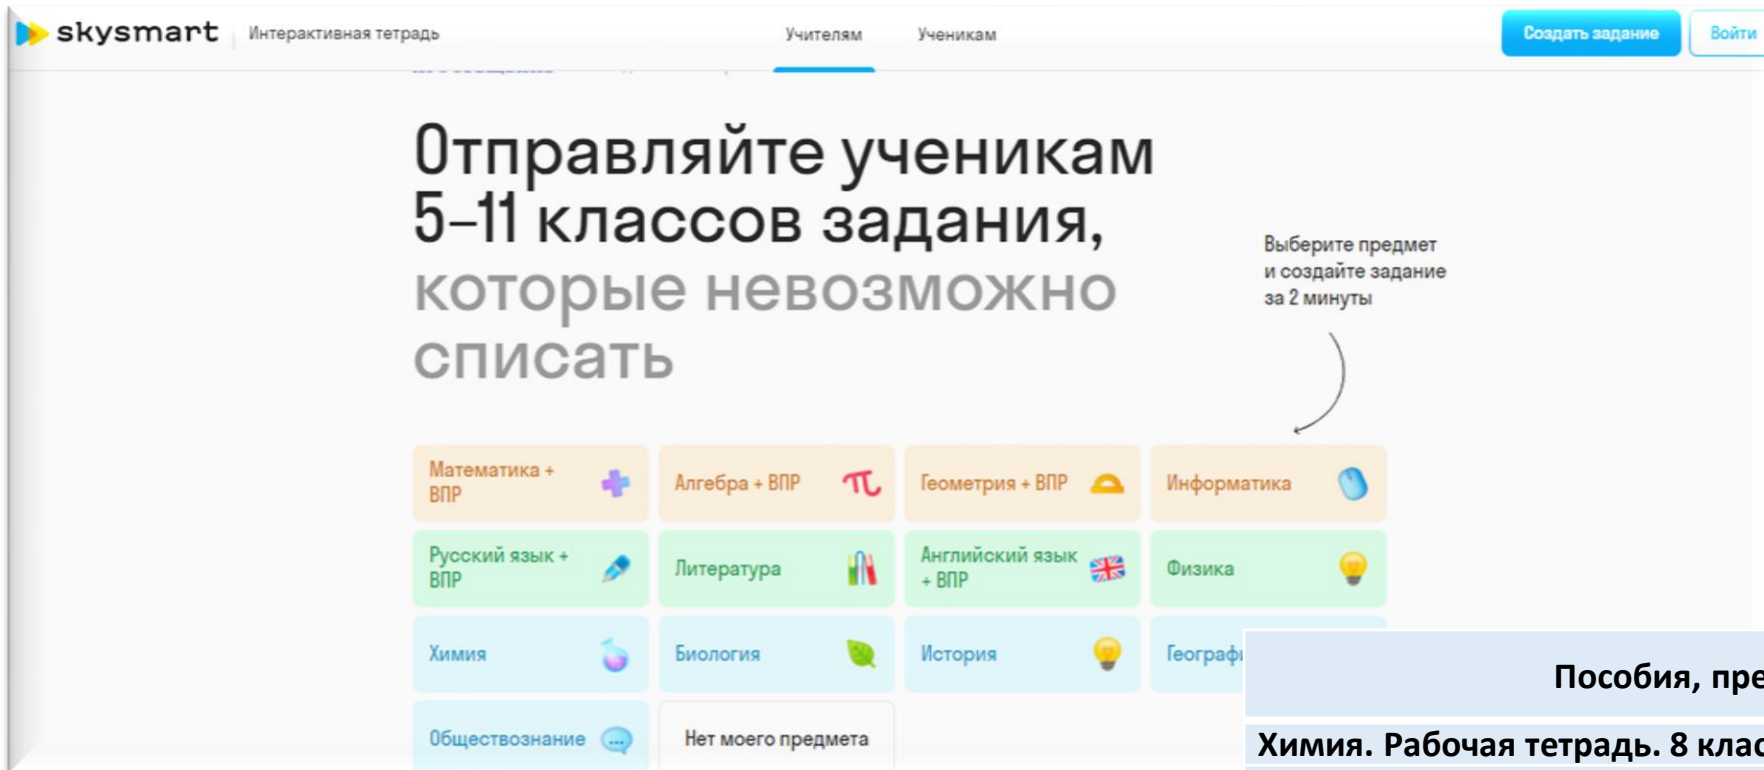 skysmart Интерактивная тетрадь Учителям Ученикам Создать задание Войти
Отправляйте ученикам
5–11 классов задания,
которые невозможно
списать
Выберите предмет
и создайте задание
за 2 минуты
Математика +
ВПР
Алгебра + ВПР
Геометрия + ВПР
Информатика
Русский язык +
ВПР
Литература
Английский язык
+ ВПР
Физика
Химия
Биология
История
Обществознание
Нет моего предмета
Пособия,
Химия. Рабочая тетрадь. 8